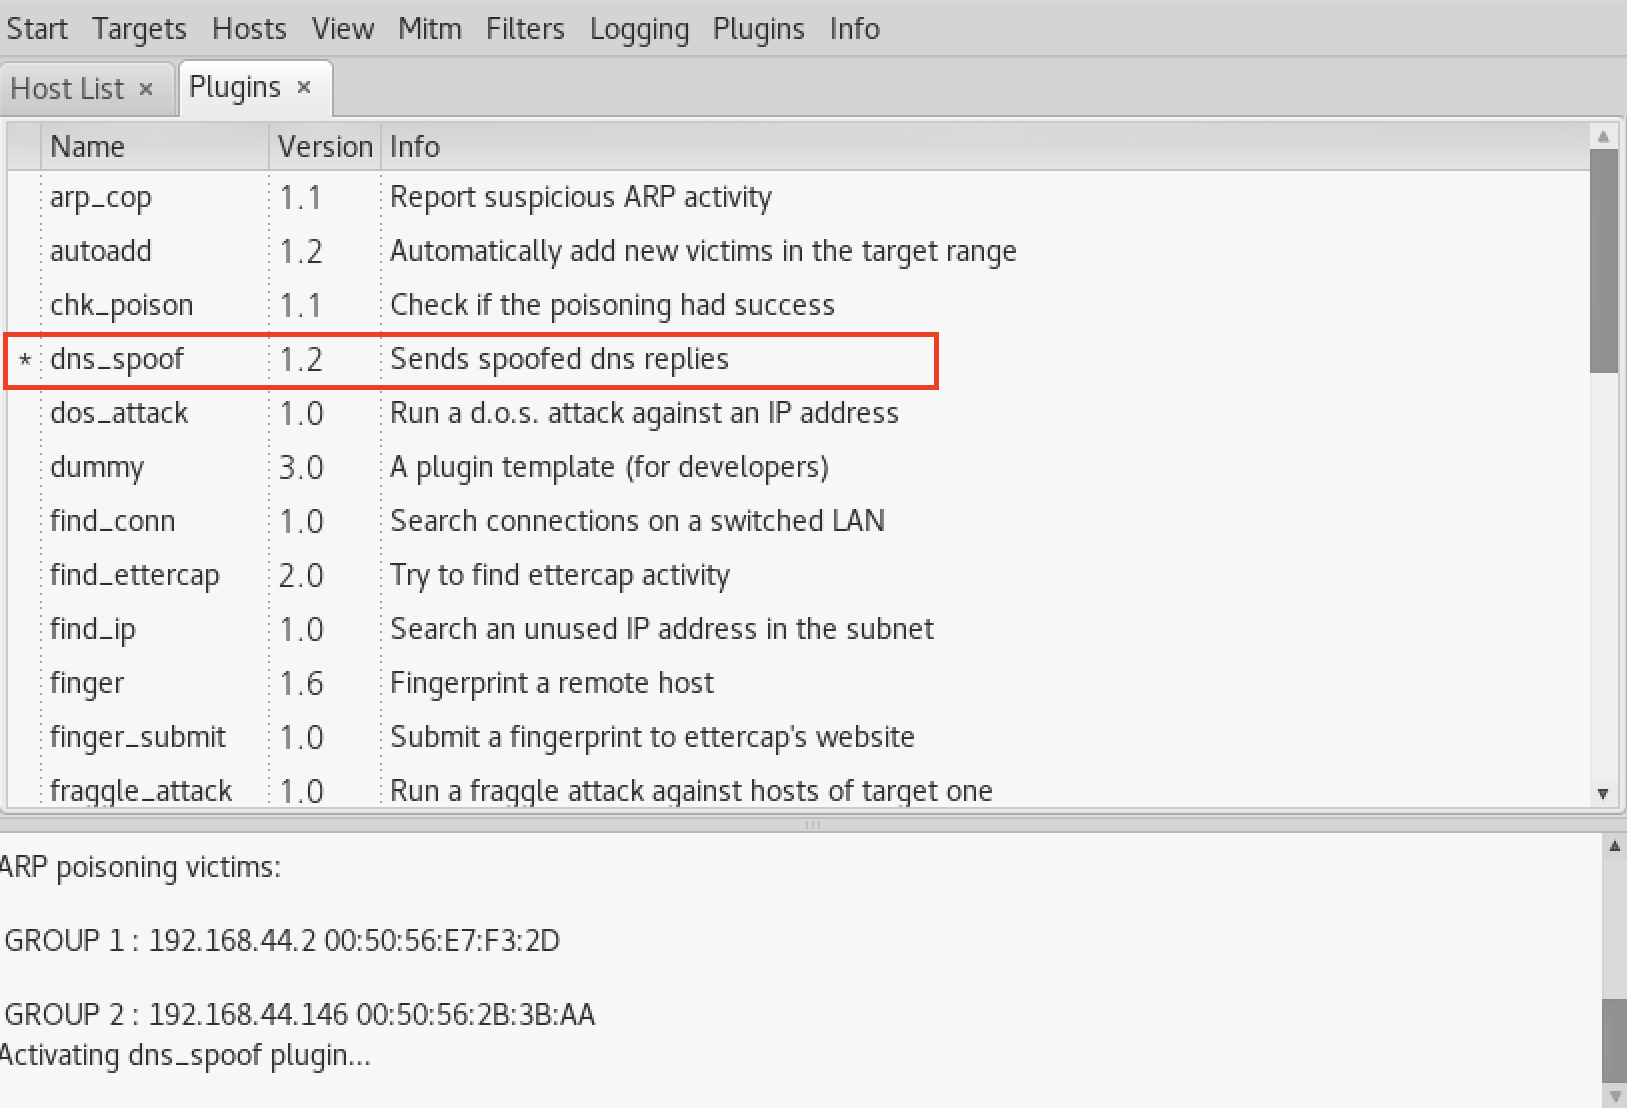 Start Targets Hosts View Mitm Filters Logging Plugins Info
Host List × Plugins ×
Name Version Info
arp_cop 1.1 Report suspicious ARP activity
autoadd 1.2 Automatically add new victims in the target range
chk_poison 1.1 Check if the poisoning had success
* dns_spoof 1.2 Sends spoofed dns replies
dos_attack 1.0 Run a d.o.s. attack against an IP address
dummy 3.0 A plugin template (for developers)
find_conn 1.0 Search connections on a switched LAN
find_ettercap 2.0 Try to find ettercap activity
find_ip 1.0 Search an unused IP address in the subnet
finger 1.6 Fingerprint a remote host
finger_submit 1.0 Submit a fingerprint to ettercap's website
fraggle_attack 1.0 Run a fraggle attack against hosts of target one
ARP poisoning victims:
GROUP 1 : 192.168.44.2 00:50:56:E7:F3:2D
GROUP 2 : 192.168.44.146 00:50:56:2B:3B:AA
Activating dns_spoof plugin...